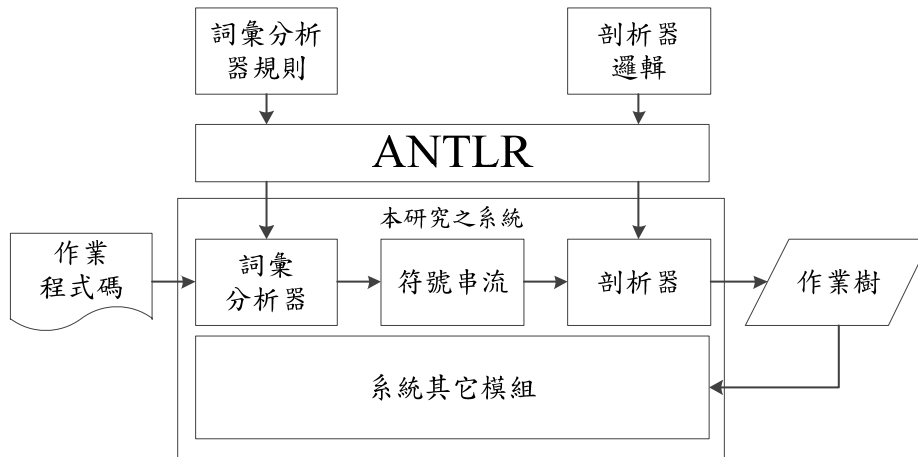 詞彙分析
器規則
剖析器
邏輯
ANTLR
本研究之系統
作業
程式碼
詞彙
分析器
符號串流
剖析器
作業樹
系統其它模組